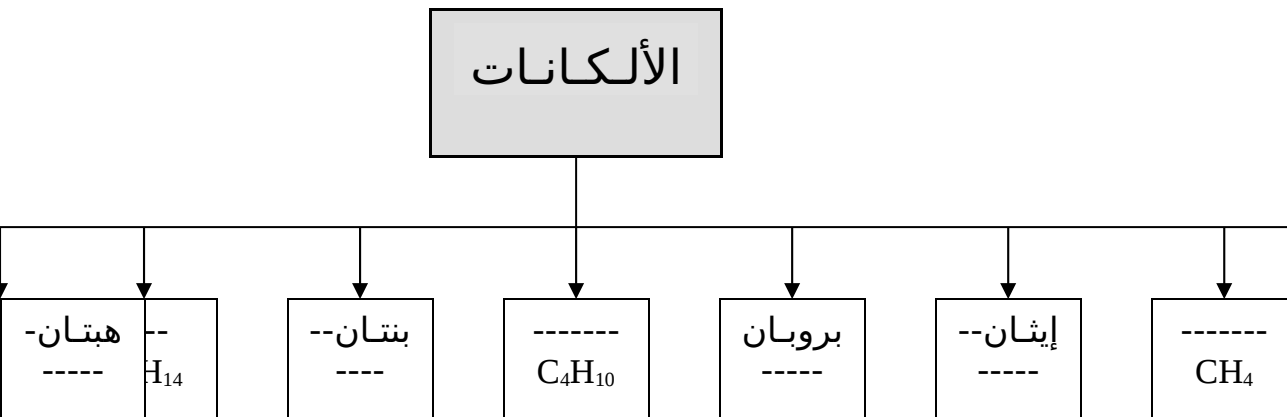 الألـكـانـات
-------
CH4
إيثـان--
-----
بروبـان
-----
-------
C4H10
بنتـان--
----
--
H14
هبتـان-
-----